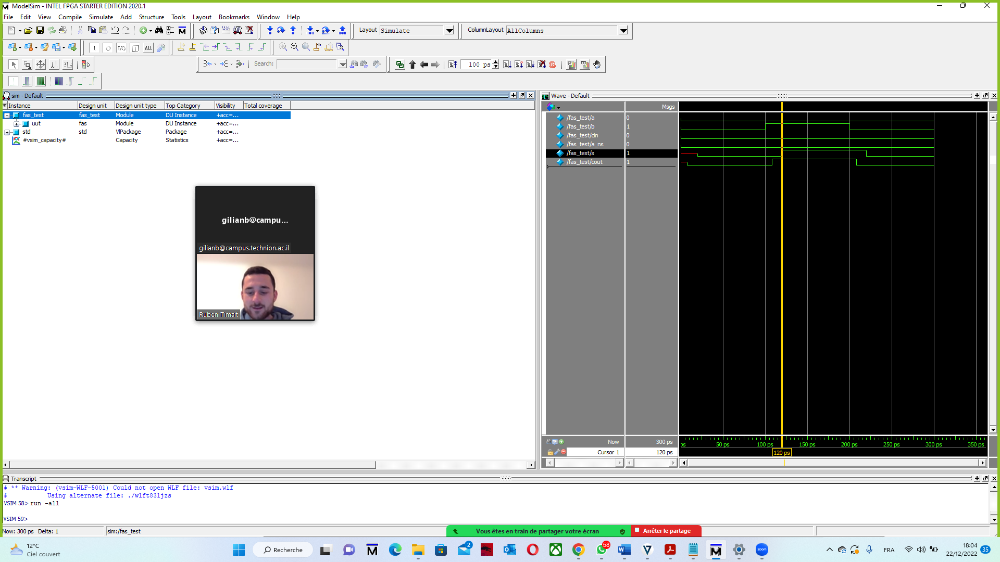 ModelSim - INTEL FPGA STARTER EDITION 2020.1
File Edit View Compile Simulate Add Structure Tools Layout Bookmarks Window Help
Layout Simulate ColumnLayout AllColumns
Search: 100 ps
sim - Default
Instance Design unit Design unit type Top Category Visibility Total coverage
fas_test fas_test Module DU Instance +acc=...
uut fas Module DU Instance +acc=...
std std VlPackage Package +acc=...
#vsim_capacity# Capacity Statistics +acc=...
Wave - Default
Msgs
/fas_test/a 0
/fas_test/b 1
/fas_test/cin 0
/fas_test/a_ns 0
/fas_test/s 1
/fas_test/cout 1
gilianb@campu...
gilianb@campus.technion.ac.il
Ruben Timsit
Now 300 ps
Cursor 1 120 ps
ps 50 ps 100 ps 150 ps 200 ps 250 ps 300 ps 350 ps
120 ps
Transcript
# ** Warning: (vsim-WLF-5001) Could not open WLF file: vsim.wlf
# Using alternate file: ./wlft83ljzs
VSIM 58> run -all
VSIM 59>
Now: 300 ps Delta: 1 sim:/fas_test
Vous êtes en train de partager votre écran Arrêter le partage
12°C
Ciel couvert
Recherche
2
58
zoom
FRA
18:04
22/12/2022
35